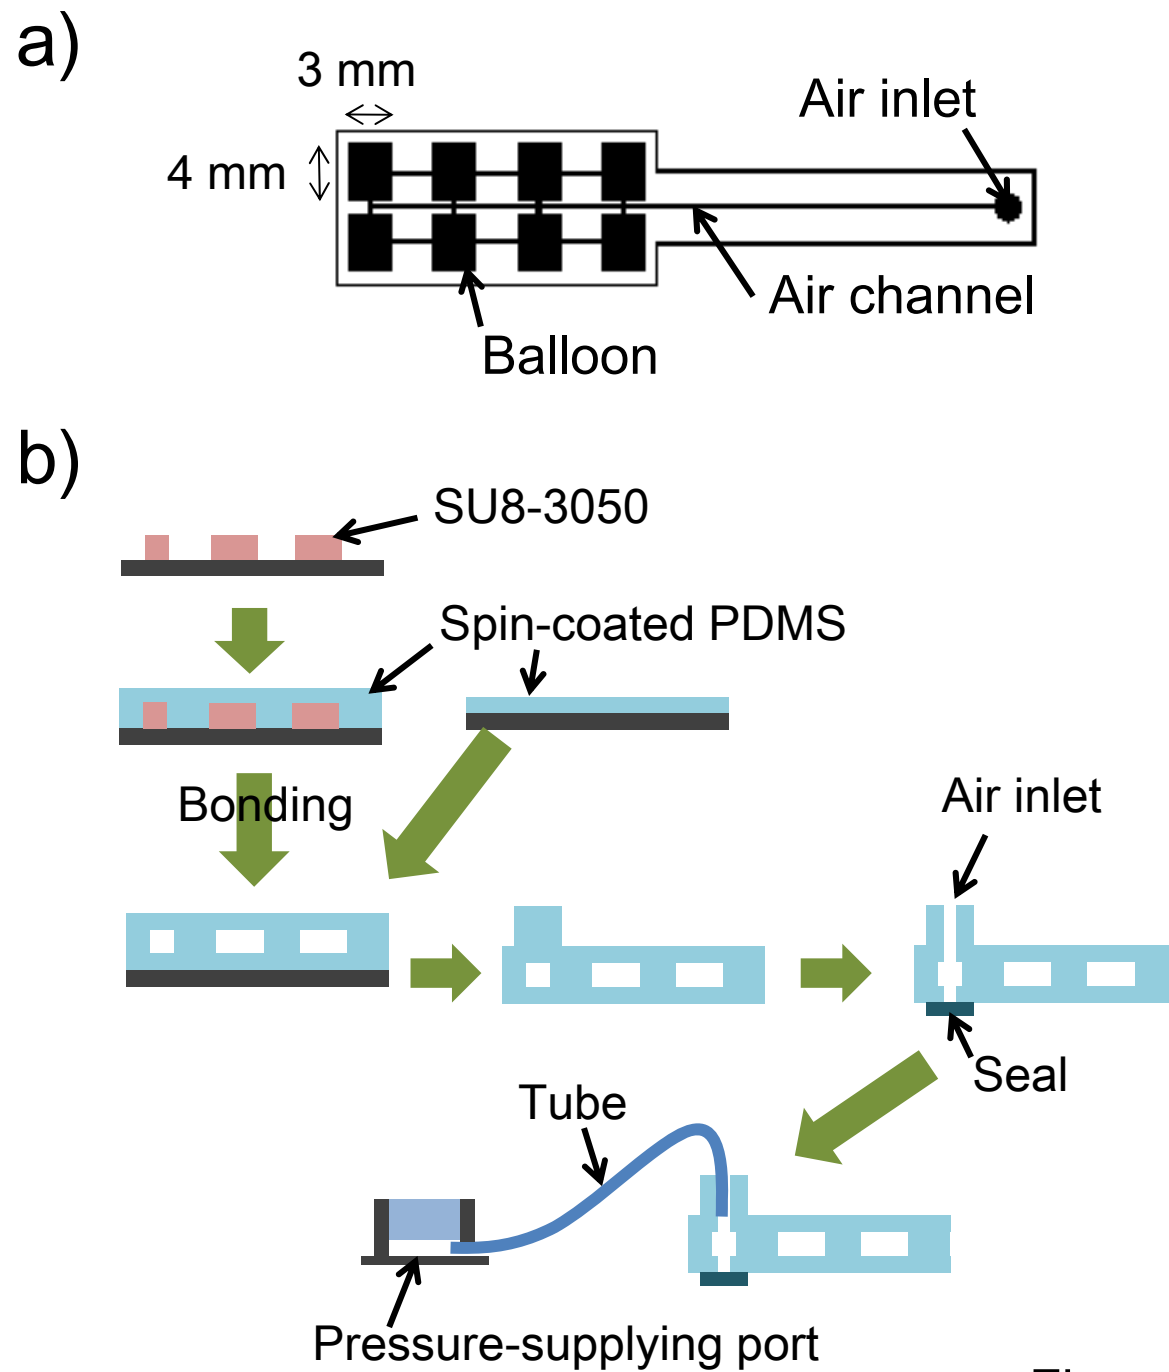 a)
3 mm
Air inlet
4 mm
Air channel
Balloon
b)
SU8-3050
Spin-coated PDMS
Bonding
Air inlet
Seal
Tube
Pressure-supplying port